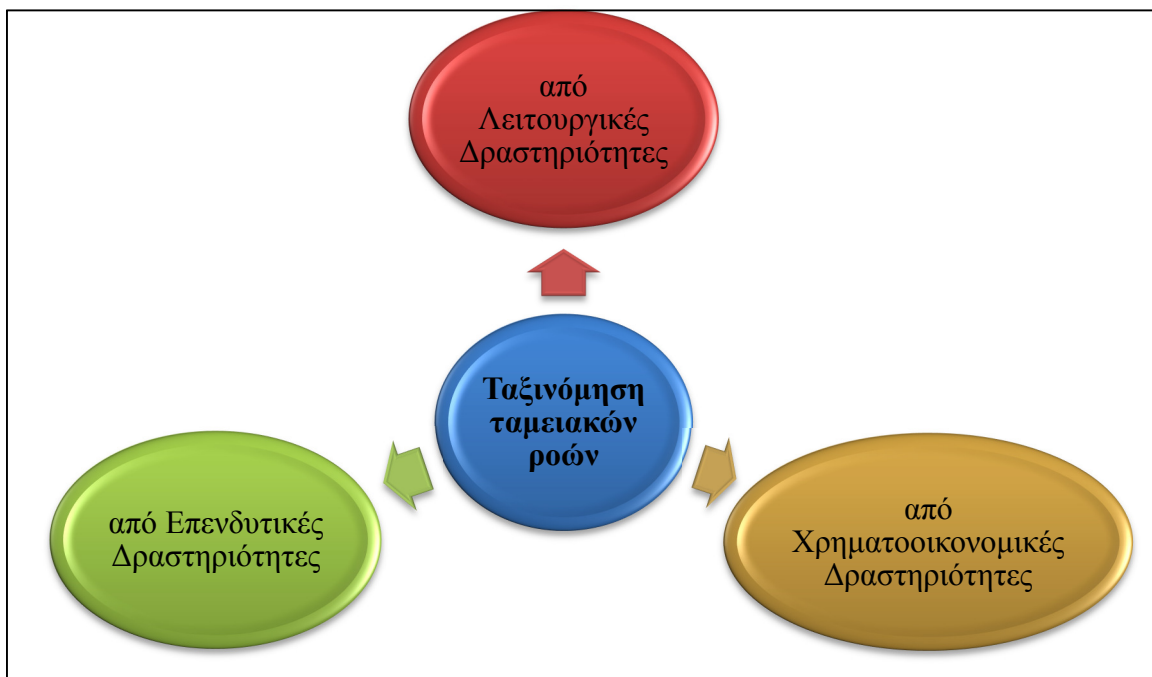 από
Λειτουργικές
Δραστηριότητες
Ταξινόμηση
ταμειακών
ροών
από Επενδυτικές
Δραστηριότητες
από
Χρηματοοικονομικές
Δραστηριότητες